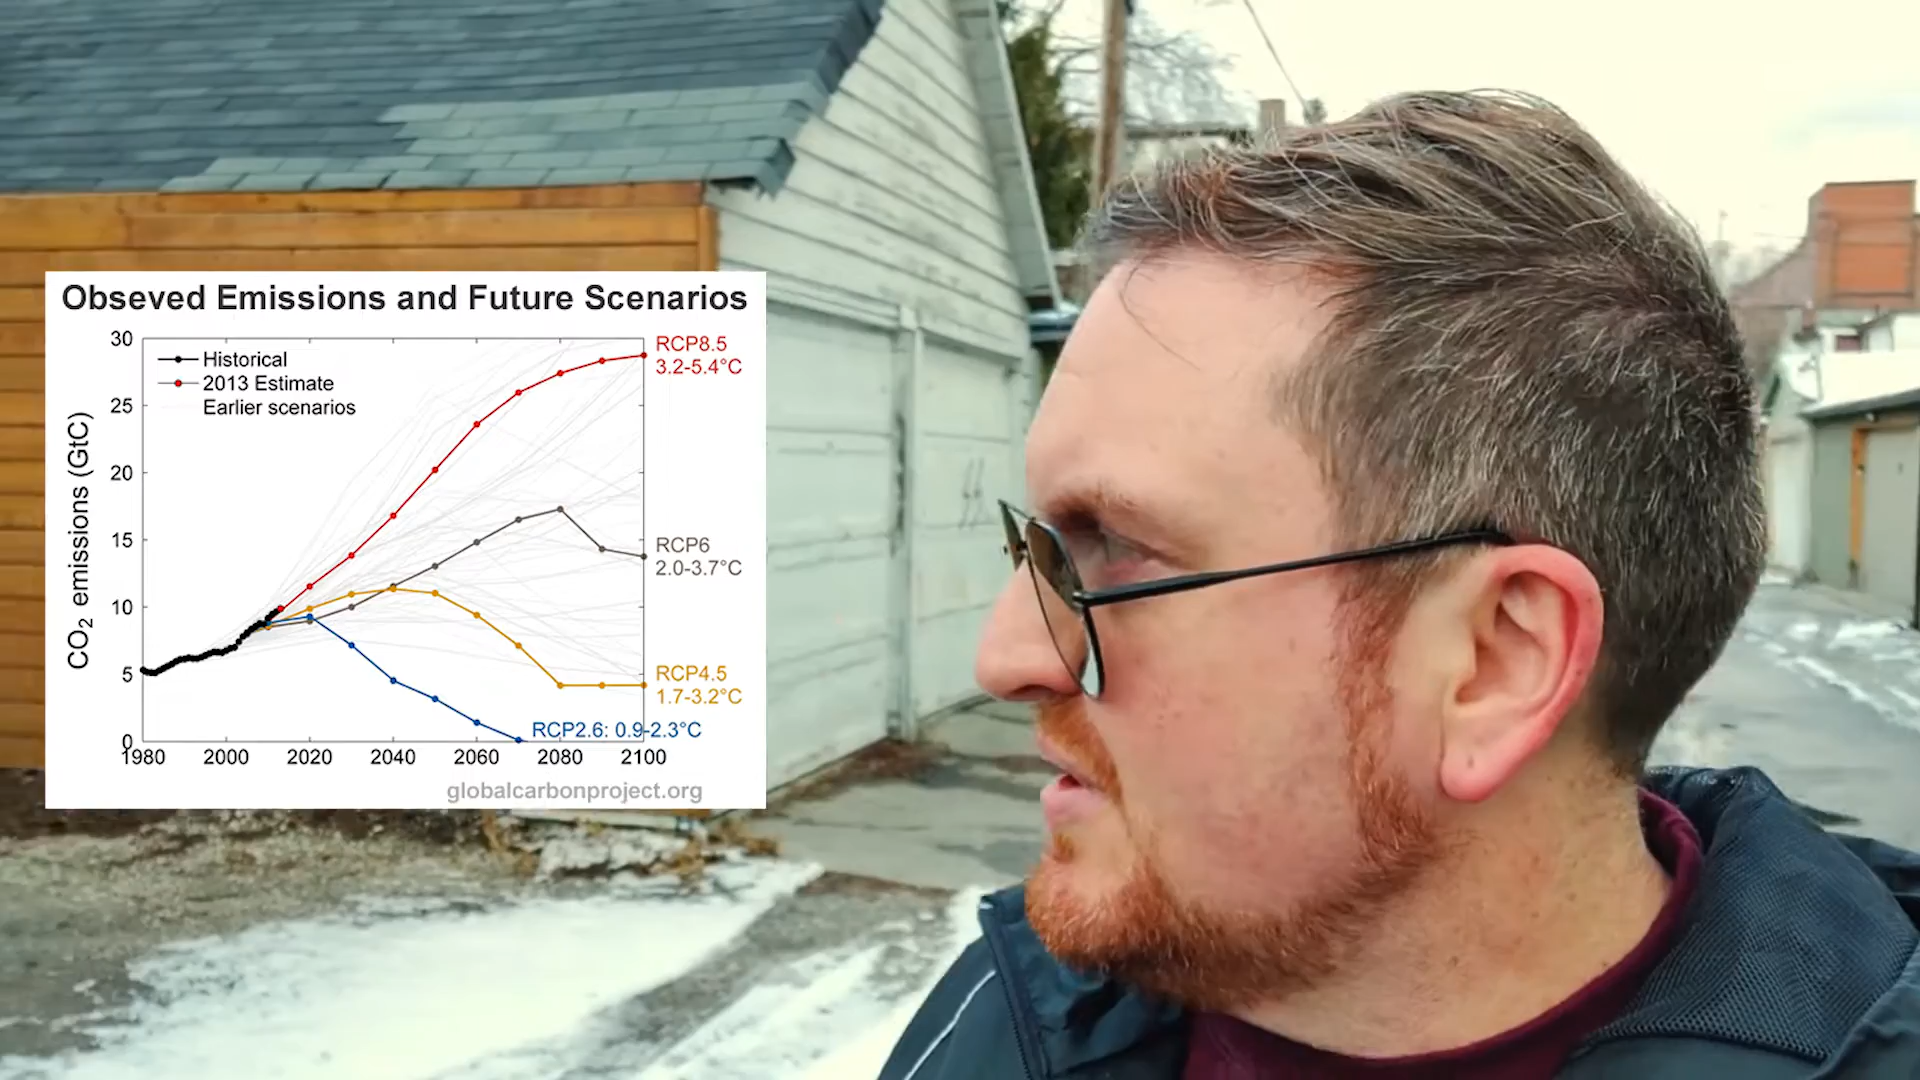 Obseved Emissions and Future Scenarios
30
25
20
15
10
5
0
CO₂ emissions (GtC)
Historical
2013 Estimate
Earlier scenarios
RCP8.5
3.2-5.4°C
RCP6
2.0-3.7°C
RCP4.5
1.7-3.2°C
RCP2.6: 0.9-2.3°C
1980 2000 2020 2040 2060 2080 2100
globalcarbonproject.org